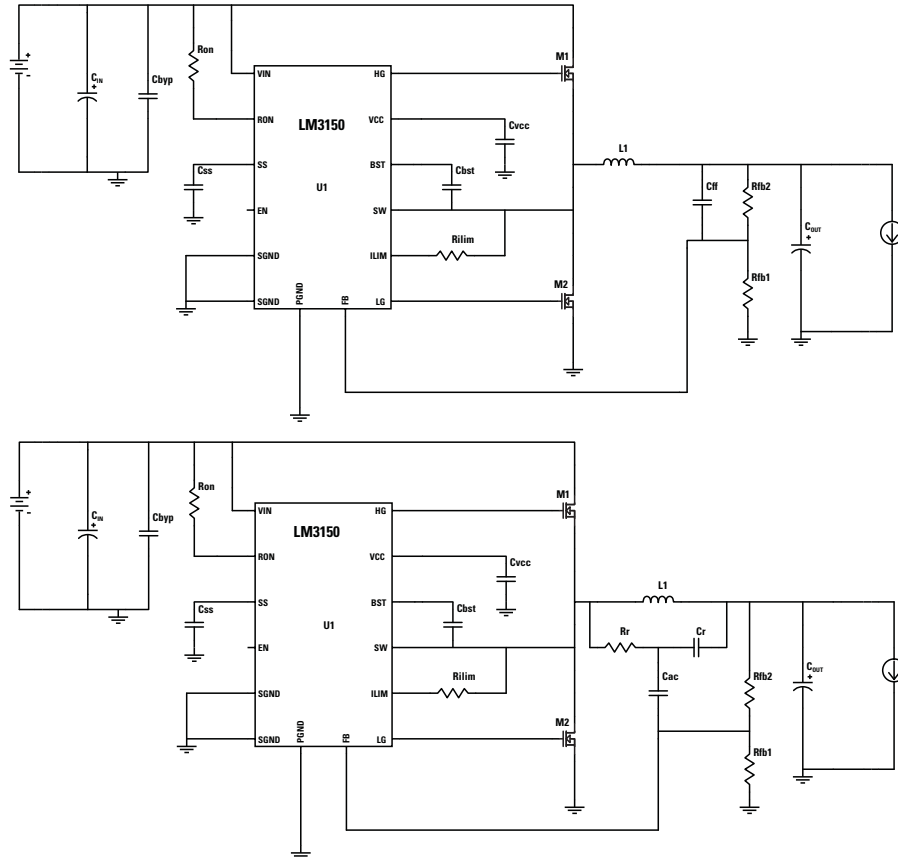 M1
Ron
C_IN
+
Cbyp
+
-
VIN
HG
LM3150
RON
VCC
Cvcc
L1
SS
BST
Css
Cbst
Cff
Rfb2
U1
EN
SW
C_OUT
+
Rilim
SGND
ILIM
Rfb1
M2
SGND
PGND
FB
LG
M1
Ron
C_IN
+
Cbyp
+
-
VIN
HG
LM3150
RON
VCC
Cvcc
L1
SS
BST
Css
Cbst
Rr
Cr
U1
EN
SW
Rilim
Cac
Rfb2
C_OUT
+
SGND
ILIM
M2
SGND
PGND
FB
LG
Rfb1